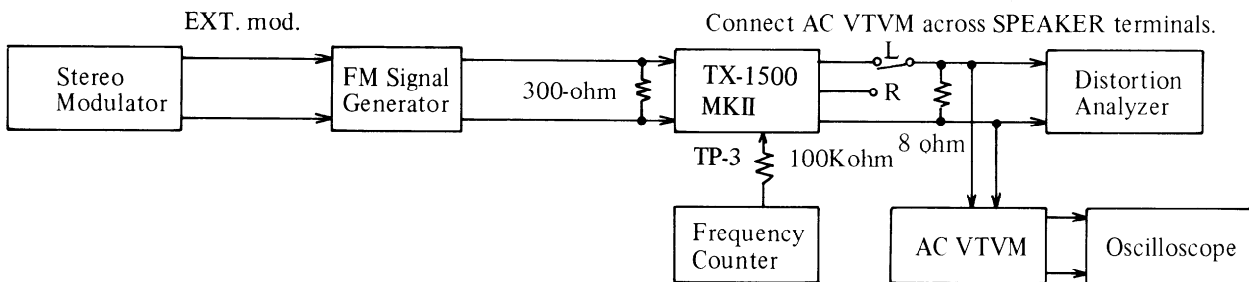 EXT. mod.
Connect AC VTVM across SPEAKER terminals.
Stereo
Modulator
FM Signal
Generator
300-ohm
TX-1500
MKII
L
R
8 ohm
Distortion
Analyzer
TP-3
100Kohm
Frequency
Counter
AC VTVM
Oscilloscope